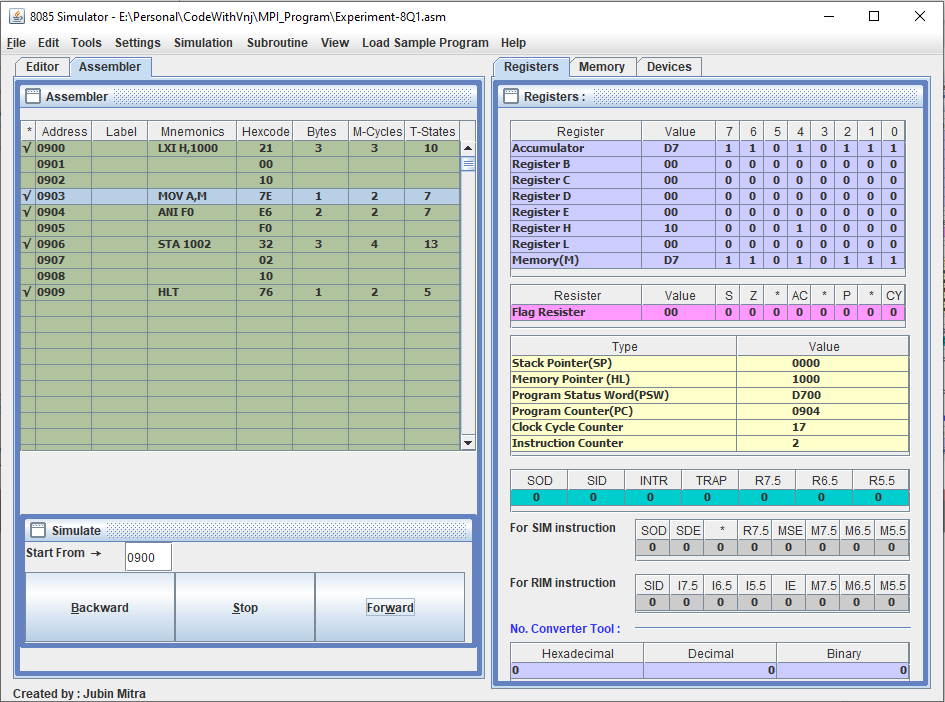 8085 Simulator - E:\Personal\CodeWithVnj\MPI_Program\Experiment-8Q1.asm
File Edit Tools Settings Simulation Subroutine View Load Sample Program Help
Editor Assembler
Assembler
* Address Label Mnemonics Hexcode Bytes M-Cycles T-States
√ 0900 LXI H,1000 21 3 3 10
0901 00
0902 10
√ 0903 MOV A,M 7E 1 2 7
√ 0904 ANI F0 E6 2 2 7
0905 F0
√ 0906 STA 1002 32 3 4 13
0907 02
0908 10
√ 0909 HLT 76 1 2 5
Simulate
Start From → 0900
Backward Stop Forward
Created by : Jubin Mitra
Registers Memory Devices
Registers :
Register Value 7 6 5 4 3 2 1 0
Accumulator D7 1 1 0 1 0 1 1 1
Register B 00 0 0 0 0 0 0 0 0
Register C 00 0 0 0 0 0 0 0 0
Register D 00 0 0 0 0 0 0 0 0
Register E 00 0 0 0 0 0 0 0 0
Register H 10 0 0 0 1 0 0 0 0
Register L 00 0 0 0 0 0 0 0 0
Memory(M) D7 1 1 0 1 0 1 1 1
Resister Value S Z * AC * P * CY
Flag Resister 00 0 0 0 0 0 0 0 0
Type Value
Stack Pointer(SP) 0000
Memory Pointer (HL) 1000
Program Status Word(PSW) D700
Program Counter(PC) 0904
Clock Cycle Counter 17
Instruction Counter 2
SOD SID INTR TRAP R7.5 R6.5 R5.5
0 0 0 0 0 0 0
For SIM instruction
SOD SDE * R7.5 MSE M7.5 M6.5 M5.5
0 0 0 0 0 0 0 0
For RIM instruction
SID I7.5 I6.5 I5.5 IE M7.5 M6.5 M5.5
0 0 0 0 0 0 0 0
No. Converter Tool :
Hexadecimal Decimal Binary
0 0 0